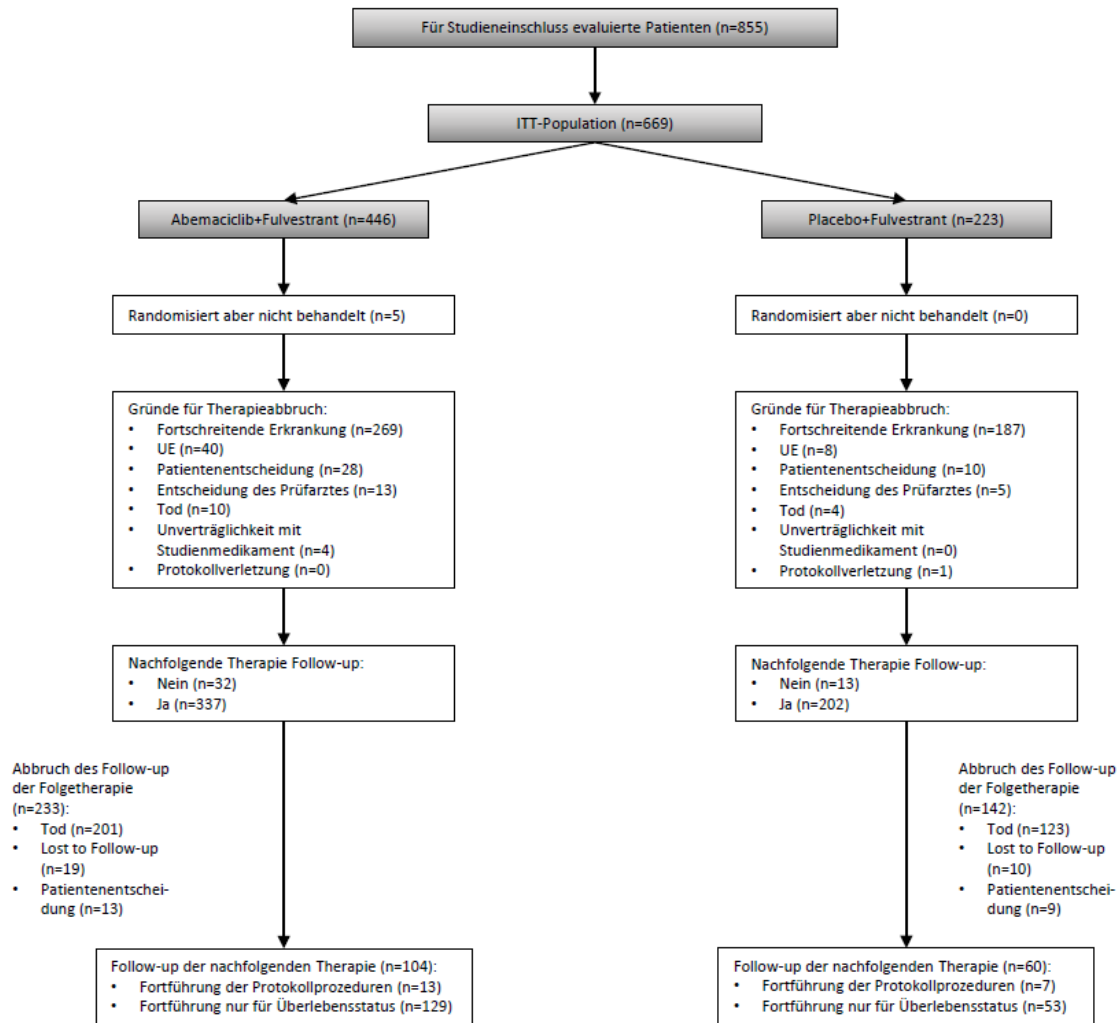 Für Studieneinschluss evaluierte Patienten (n=855)
ITT-Population (n=669)
Abemaciclib+Fulvestrant (n=446)
Placebo+Fulvestrant (n=223)
Randomisiert aber nicht behandelt (n=5)
Randomisiert aber nicht behandelt (n=0)
Gründe für Therapieabbruch:
• Fortschreitende Erkrankung (n=269)
• UE (n=40)
• Patientenentscheidung (n=28)
• Entscheidung des Prüfarztes (n=13)
• Tod (n=10)
• Unverträglichkeit mit
Studienmedikament (n=4)
• Protokollverletzung (n=0)
Gründe für Therapieabbruch:
• Fortschreitende Erkrankung (n=187)
• UE (n=8)
• Patientenentscheidung (n=10)
• Entscheidung des Prüfarztes (n=5)
• Tod (n=4)
• Unverträglichkeit mit
Studienmedikament (n=0)
• Protokollverletzung (n=1)
Nachfolgende Therapie Follow-up:
• Nein (n=32)
• Ja (n=337)
Nachfolgende Therapie Follow-up:
• Nein (n=13)
• Ja (n=202)
Abbruch des Follow-up
der Folgetherapie
(n=233):
• Tod (n=201)
• Lost to Follow-up
(n=19)
• Patientenentschei-
dung (n=13)
Abbruch des Follow-up
der Folgetherapie
(n=142):
• Tod (n=123)
• Lost to Follow-up
(n=10)
• Patientenentschei-
dung (n=9)
Follow-up der nachfolgenden Therapie (n=104):
• Fortführung der Protokollprozeduren (n=13)
• Fortführung nur für Überlebensstatus (n=129)
Follow-up der nachfolgenden Therapie (n=60):
• Fortführung der Protokollprozeduren (n=7)
• Fortführung nur für Überlebensstatus (n=53)